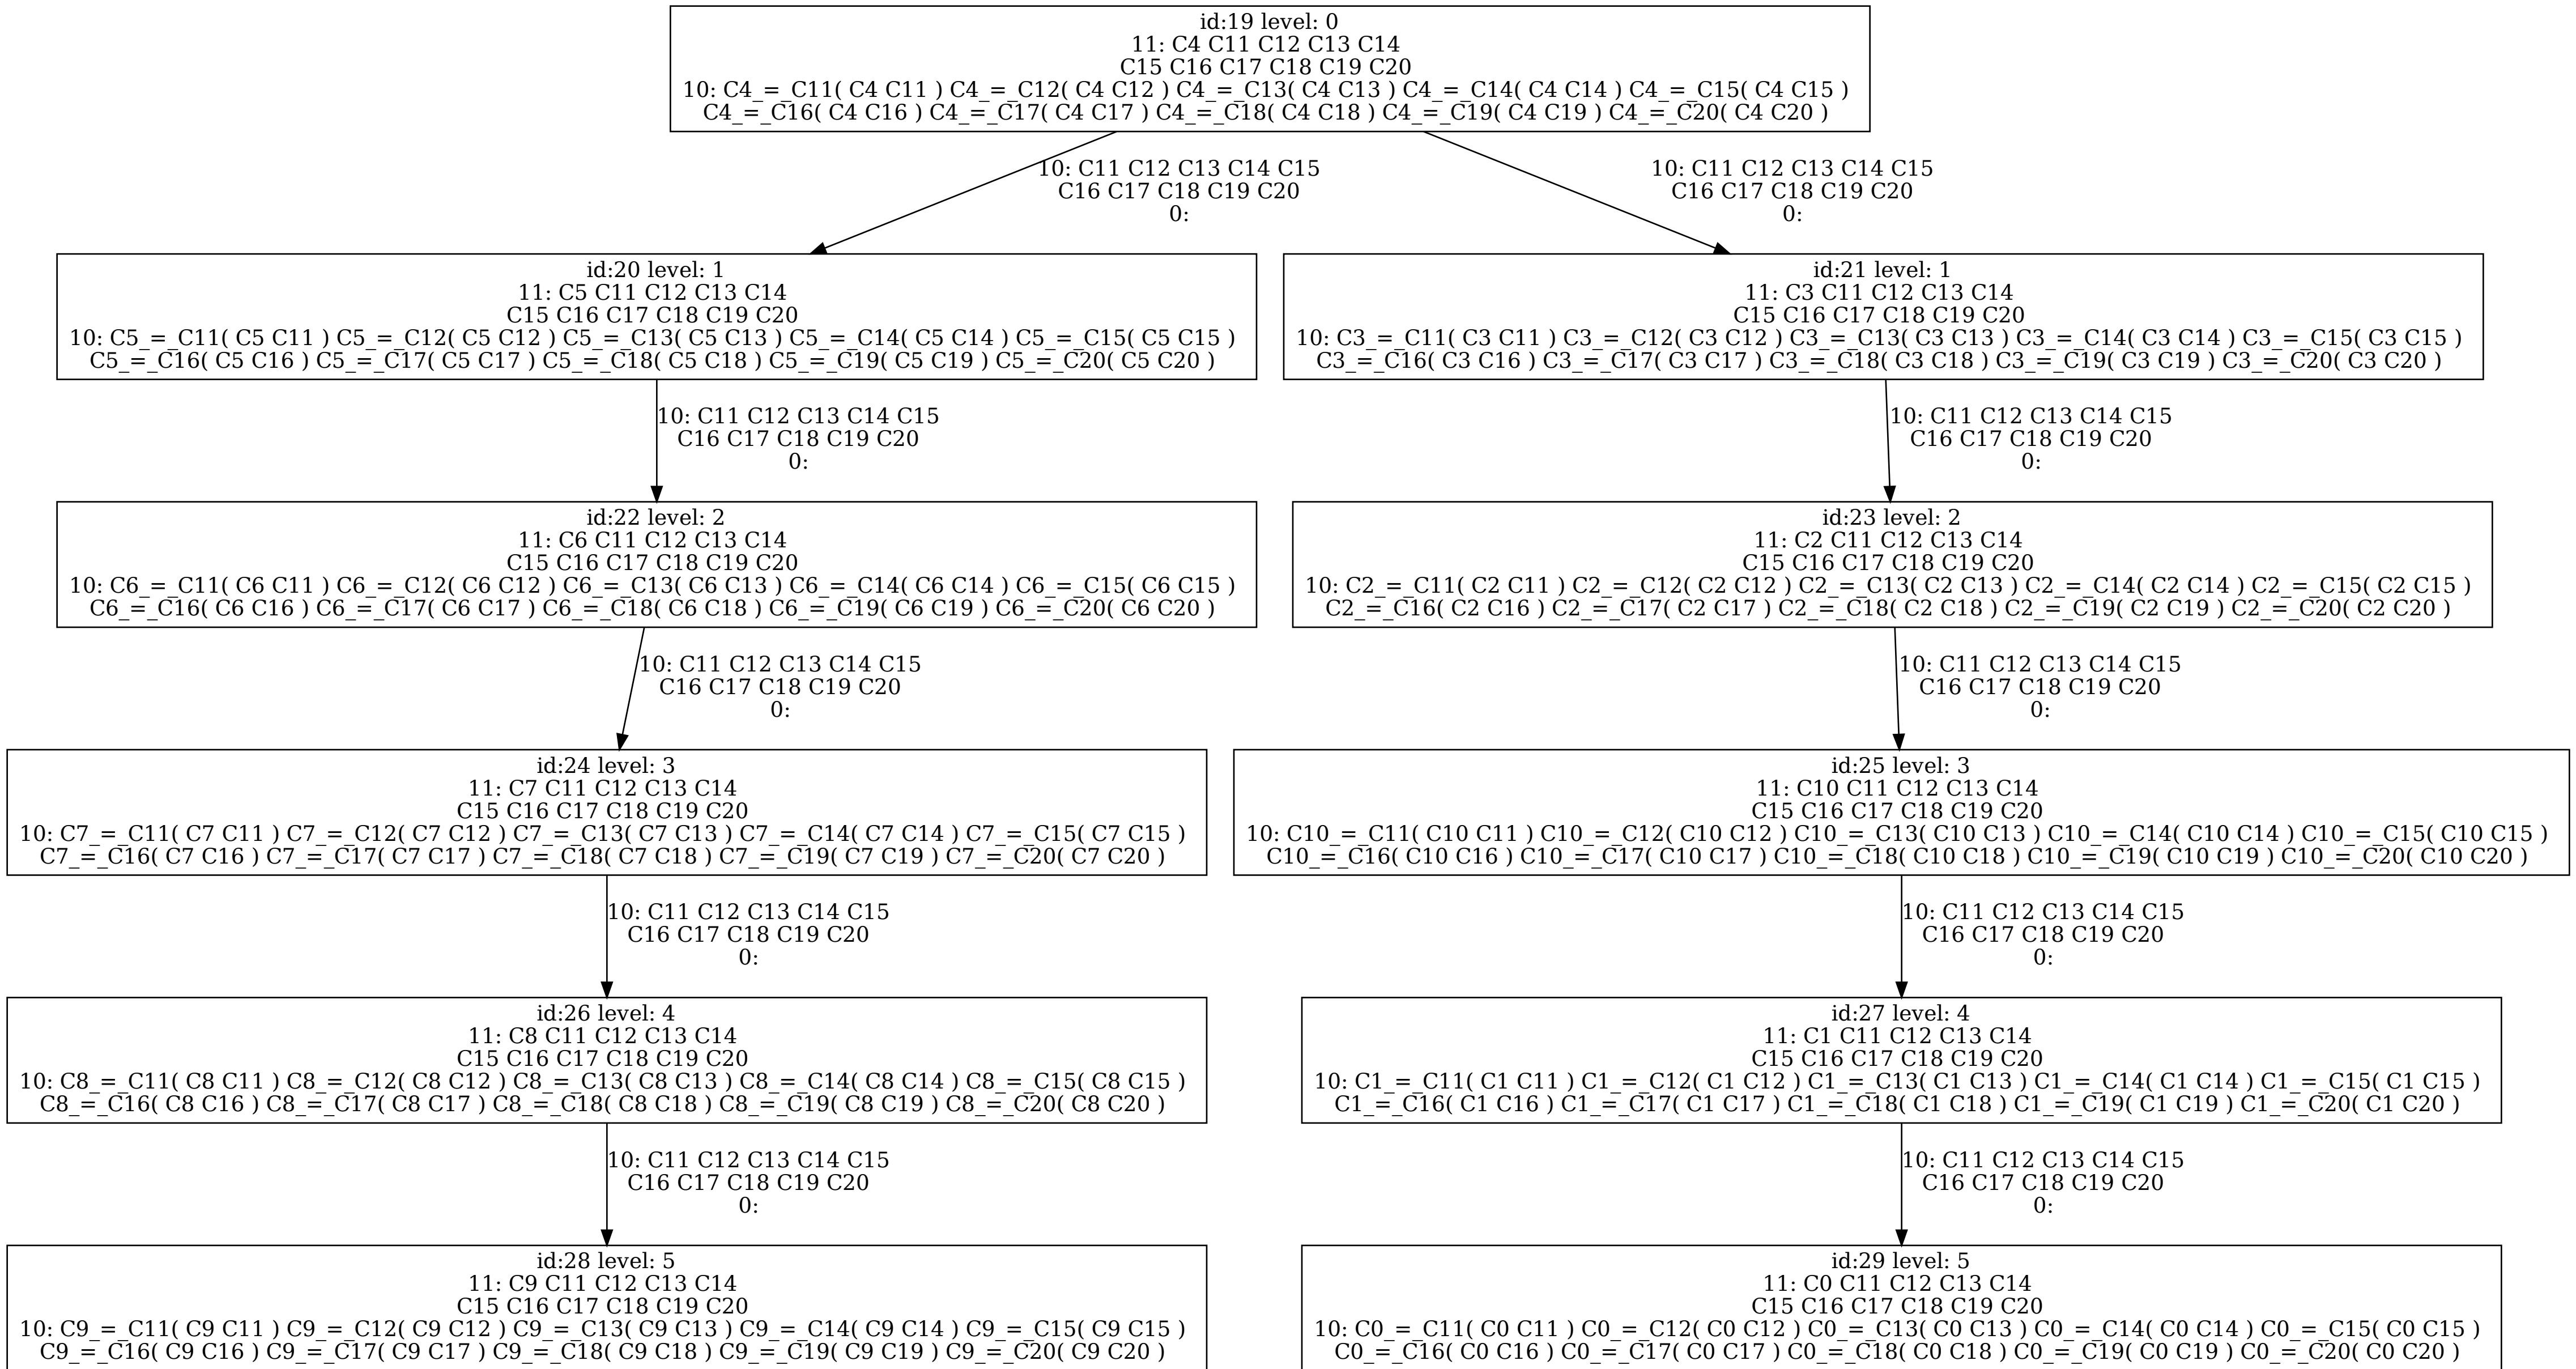 id:19 level: 0
11: C4 C11 C12 C13 C14
C15 C16 C17 C18 C19 C20
10: C4_=_C11( C4 C11 ) C4_=_C12( C4 C12 ) C4_=_C13( C4 C13 ) C4_=_C14( C4 C14 ) C4_=_C15( C4 C15 )
C4_=_C16( C4 C16 ) C4_=_C17( C4 C17 ) C4_=_C18( C4 C18 ) C4_=_C19( C4 C19 ) C4_=_C20( C4 C20 )
10: C11 C12 C13 C14 C15
C16 C17 C18 C19 C20
0:
10: C11 C12 C13 C14 C15
C16 C17 C18 C19 C20
0:
id:20 level: 1
11: C5 C11 C12 C13 C14
C15 C16 C17 C18 C19 C20
10: C5_=_C11( C5 C11 ) C5_=_C12( C5 C12 ) C5_=_C13( C5 C13 ) C5_=_C14( C5 C14 ) C5_=_C15( C5 C15 )
C5_=_C16( C5 C16 ) C5_=_C17( C5 C17 ) C5_=_C18( C5 C18 ) C5_=_C19( C5 C19 ) C5_=_C20( C5 C20 )
id:21 level: 1
11: C3 C11 C12 C13 C14
C15 C16 C17 C18 C19 C20
10: C3_=_C11( C3 C11 ) C3_=_C12( C3 C12 ) C3_=_C13( C3 C13 ) C3_=_C14( C3 C14 ) C3_=_C15( C3 C15 )
C3_=_C16( C3 C16 ) C3_=_C17( C3 C17 ) C3_=_C18( C3 C18 ) C3_=_C19( C3 C19 ) C3_=_C20( C3 C20 )
10: C11 C12 C13 C14 C15
C16 C17 C18 C19 C20
0:
10: C11 C12 C13 C14 C15
C16 C17 C18 C19 C20
0:
id:22 level: 2
11: C6 C11 C12 C13 C14
C15 C16 C17 C18 C19 C20
10: C6_=_C11( C6 C11 ) C6_=_C12( C6 C12 ) C6_=_C13( C6 C13 ) C6_=_C14( C6 C14 ) C6_=_C15( C6 C15 )
C6_=_C16( C6 C16 ) C6_=_C17( C6 C17 ) C6_=_C18( C6 C18 ) C6_=_C19( C6 C19 ) C6_=_C20( C6 C20 )
id:23 level: 2
11: C2 C11 C12 C13 C14
C15 C16 C17 C18 C19 C20
10: C2_=_C11( C2 C11 ) C2_=_C12( C2 C12 ) C2_=_C13( C2 C13 ) C2_=_C14( C2 C14 ) C2_=_C15( C2 C15 )
C2_=_C16( C2 C16 ) C2_=_C17( C2 C17 ) C2_=_C18( C2 C18 ) C2_=_C19( C2 C19 ) C2_=_C20( C2 C20 )
10: C11 C12 C13 C14 C15
C16 C17 C18 C19 C20
0:
10: C11 C12 C13 C14 C15
C16 C17 C18 C19 C20
0:
id:24 level: 3
11: C7 C11 C12 C13 C14
C15 C16 C17 C18 C19 C20
10: C7_=_C11( C7 C11 ) C7_=_C12( C7 C12 ) C7_=_C13( C7 C13 ) C7_=_C14( C7 C14 ) C7_=_C15( C7 C15 )
C7_=_C16( C7 C16 ) C7_=_C17( C7 C17 ) C7_=_C18( C7 C18 ) C7_=_C19( C7 C19 ) C7_=_C20( C7 C20 )
id:25 level: 3
11: C10 C11 C12 C13 C14
C15 C16 C17 C18 C19 C20
10: C10_=_C11( C10 C11 ) C10_=_C12( C10 C12 ) C10_=_C13( C10 C13 ) C10_=_C14( C10 C14 ) C10_=_C15( C10 C15 )
C10_=_C16( C10 C16 ) C10_=_C17( C10 C17 ) C10_=_C18( C10 C18 ) C10_=_C19( C10 C19 ) C10_=_C20( C10 C20 )
10: C11 C12 C13 C14 C15
C16 C17 C18 C19 C20
0:
10: C11 C12 C13 C14 C15
C16 C17 C18 C19 C20
0:
id:26 level: 4
11: C8 C11 C12 C13 C14
C15 C16 C17 C18 C19 C20
10: C8_=_C11( C8 C11 ) C8_=_C12( C8 C12 ) C8_=_C13( C8 C13 ) C8_=_C14( C8 C14 ) C8_=_C15( C8 C15 )
C8_=_C16( C8 C16 ) C8_=_C17( C8 C17 ) C8_=_C18( C8 C18 ) C8_=_C19( C8 C19 ) C8_=_C20( C8 C20 )
id:27 level: 4
11: C1 C11 C12 C13 C14
C15 C16 C17 C18 C19 C20
10: C1_=_C11( C1 C11 ) C1_=_C12( C1 C12 ) C1_=_C13( C1 C13 ) C1_=_C14( C1 C14 ) C1_=_C15( C1 C15 )
C1_=_C16( C1 C16 ) C1_=_C17( C1 C17 ) C1_=_C18( C1 C18 ) C1_=_C19( C1 C19 ) C1_=_C20( C1 C20 )
10: C11 C12 C13 C14 C15
C16 C17 C18 C19 C20
0:
10: C11 C12 C13 C14 C15
C16 C17 C18 C19 C20
0:
id:28 level: 5
11: C9 C11 C12 C13 C14
C15 C16 C17 C18 C19 C20
10: C9_=_C11( C9 C11 ) C9_=_C12( C9 C12 ) C9_=_C13( C9 C13 ) C9_=_C14( C9 C14 ) C9_=_C15( C9 C15 )
C9_=_C16( C9 C16 ) C9_=_C17( C9 C17 ) C9_=_C18( C9 C18 ) C9_=_C19( C9 C19 ) C9_=_C20( C9 C20 )
id:29 level: 5
11: C0 C11 C12 C13 C14
C15 C16 C17 C18 C19 C20
10: C0_=_C11( C0 C11 ) C0_=_C12( C0 C12 ) C0_=_C13( C0 C13 ) C0_=_C14( C0 C14 ) C0_=_C15( C0 C15 )
C0_=_C16( C0 C16 ) C0_=_C17( C0 C17 ) C0_=_C18( C0 C18 ) C0_=_C19( C0 C19 ) C0_=_C20( C0 C20 )